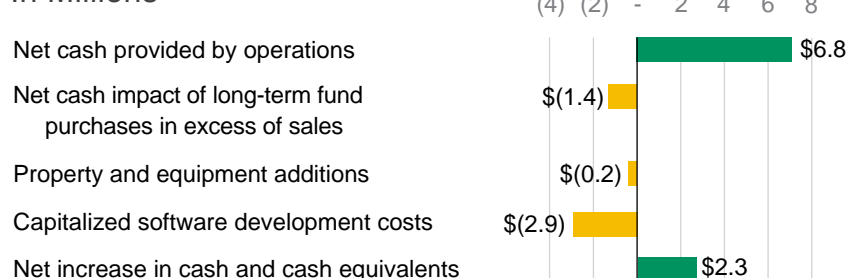 in Millions
(4) (2) - 2 4 6 8
Net cash provided by operations $6.8
Net cash impact of long-term fund
purchases in excess of sales $(1.4)
Property and equipment additions $(0.2)
Capitalized software development costs $(2.9)
Net increase in cash and cash equivalents $2.3